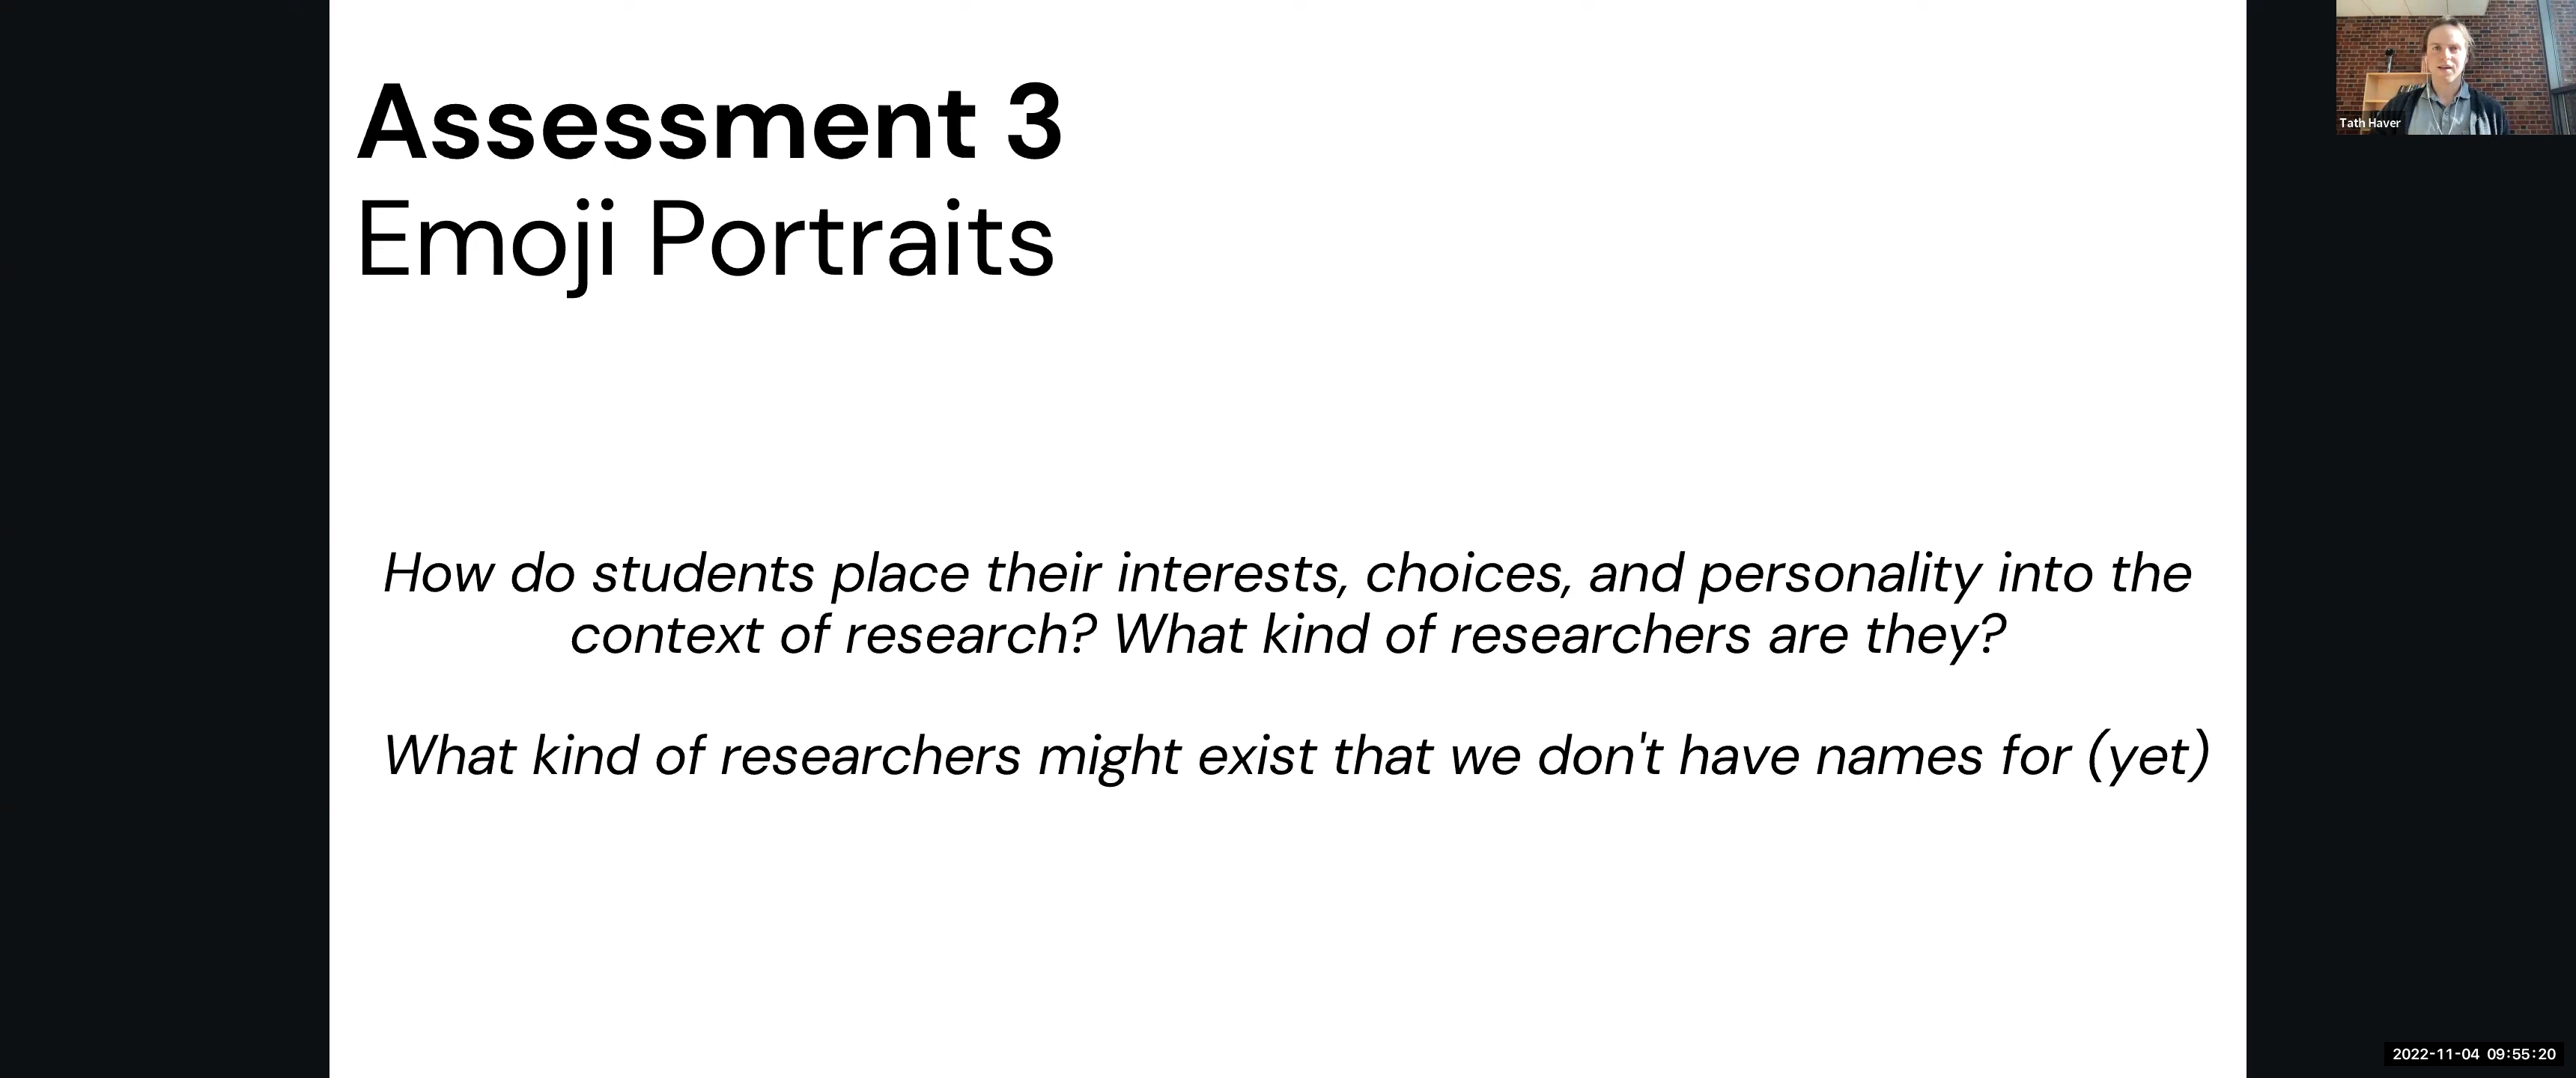 Assessment 3
Emoji Portraits
Tath Haver
How do students place their interests, choices, and personality into the
context of research? What kind of researchers are they?
What kind of researchers might exist that we don't have names for (yet)
2022-11-04 09:55:20